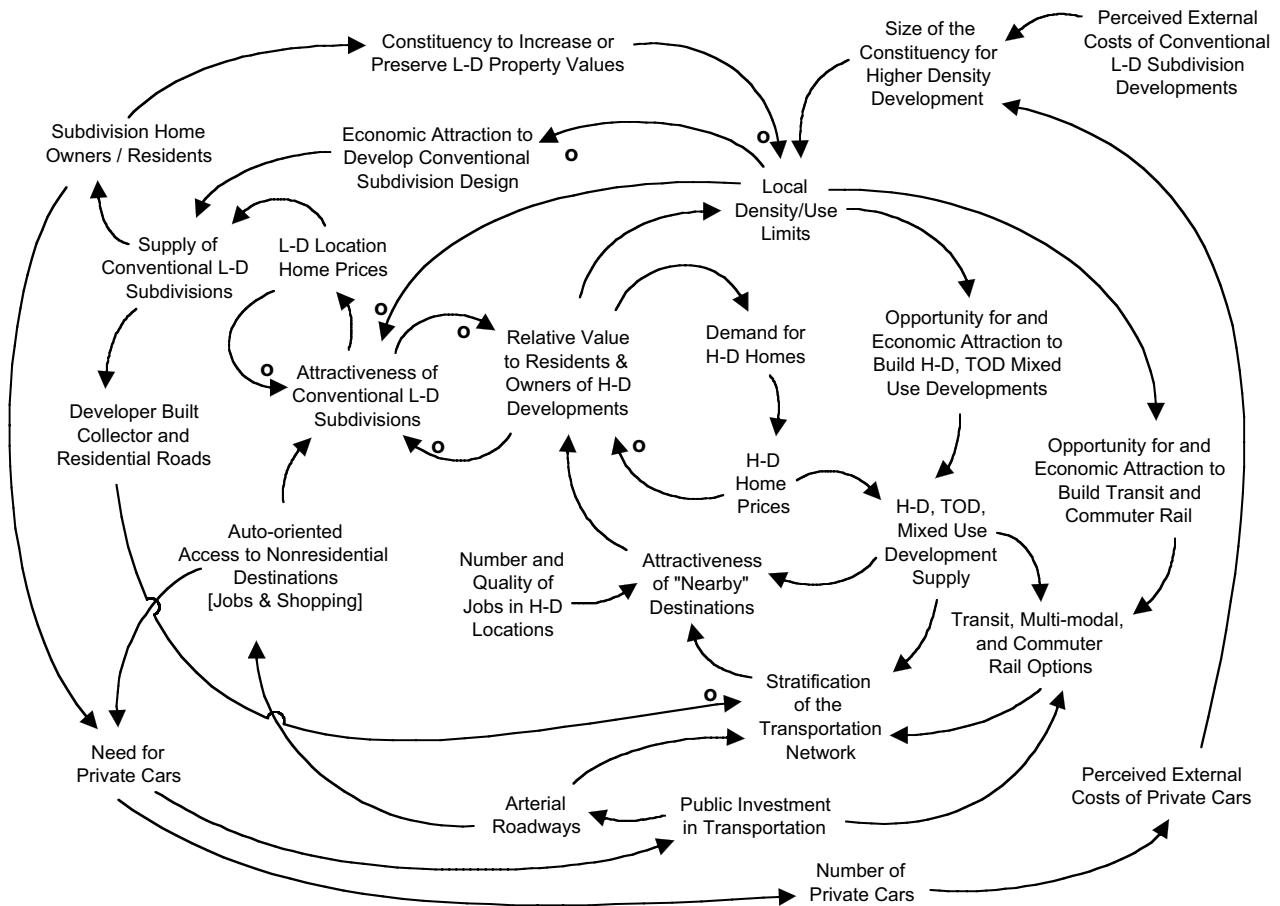 Constituency to Increase or
Preserve L-D Property Values
Size of the
Constituency for
Higher Density
Development
Perceived External
Costs of Conventional
L-D Subdivision
Developments
Subdivision Home
Owners / Residents
Economic Attraction to
Develop Conventional
Subdivision Design
o
o
Local
Density/Use
Limits
Supply of
Conventional L-D
Subdivisions
L-D Location
Home Prices
o
o
Relative Value
to Residents &
Owners of H-D
Developments
Demand for
H-D Homes
Opportunity for and
Economic Attraction to
Build H-D, TOD Mixed
Use Developments
o
Attractiveness of
Conventional L-D
Subdivisions
Developer Built
Collector and
Residential Roads
o
o
H-D
Home
Prices
Opportunity for and
Economic Attraction to
Build Transit and
Commuter Rail
H-D, TOD,
Mixed Use
Development
Supply
Auto-oriented
Access to Nonresidential
Destinations
[Jobs & Shopping]
Number and
Quality of
Jobs in H-D
Locations
Attractiveness
of "Nearby"
Destinations
Transit, Multi-modal,
and Commuter
Rail Options
o
Stratification
of the
Transportation
Network
Need for
Private Cars
Arterial
Roadways
Public Investment
in Transportation
Perceived External
Costs of Private Cars
Number of
Private Cars